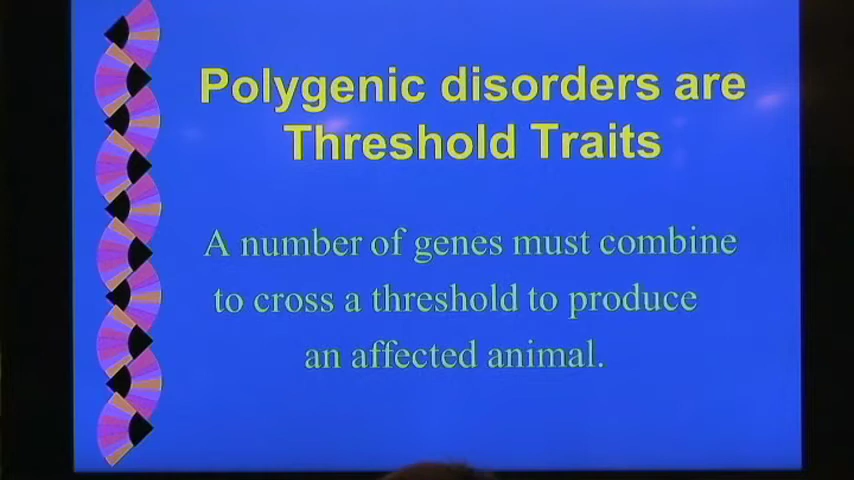 Polygenic disorders are
Threshold Traits
A number of genes must combine
to cross a threshold to produce
an affected animal.